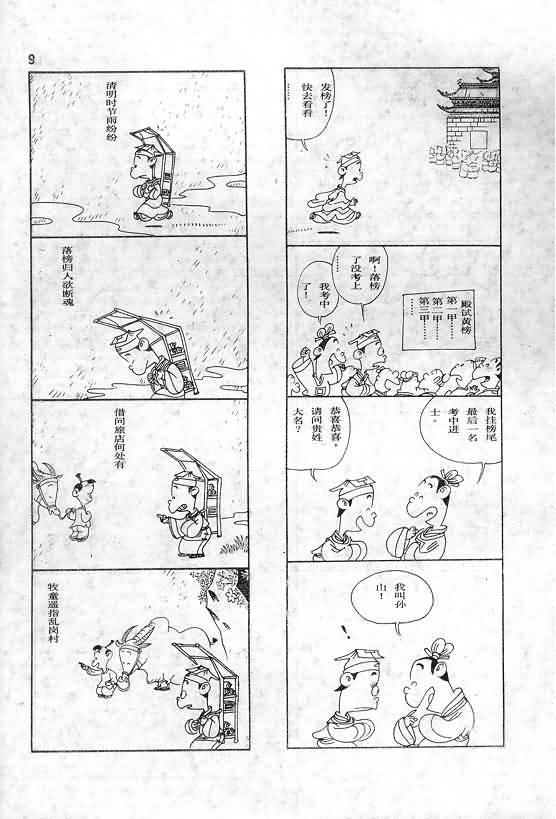 9
发榜了！
快去看看
……
殿试黄榜
第一甲……
第二甲……
第三甲……
啊！落榜
了没考上
……
我考中
了！
我挂榜尾
最后一名
考中进
士。
恭喜恭喜。
请问贵姓
大名？
我叫孙
山！
！
清明时节雨纷纷
落榜归人欲断魂
借问旅店何处有
牧童遥指乱岗村